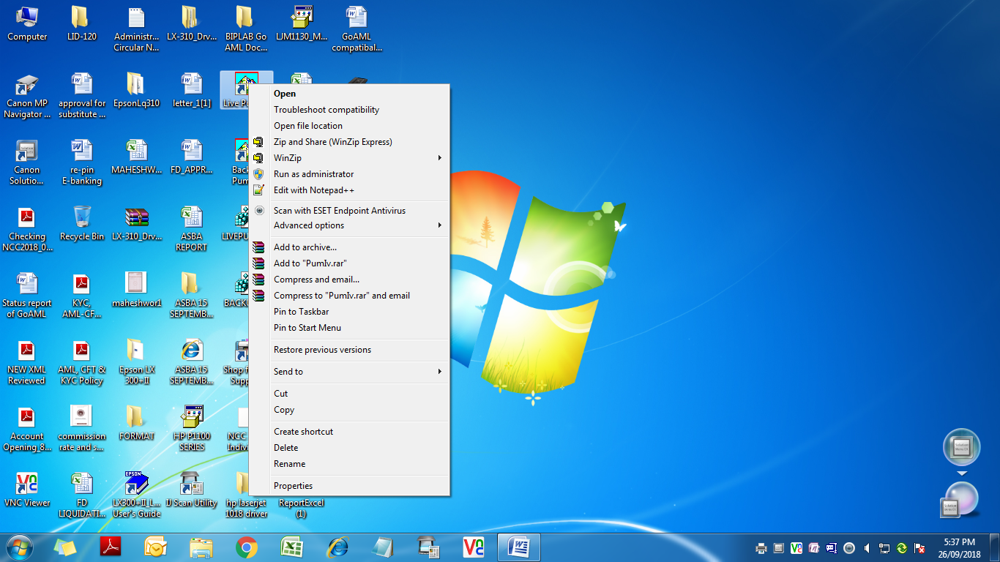 Computer
LID-120
Administr...
Circular N...
LX-310_Drv...
BIPLAB Go
AML Doc...
LJM1130_M...
GoAML
compatibal...
Canon MP
Navigator ...
approval for
substitute ...
EpsonLq310
letter_1[1]
Live Pu
Canon
Solutio...
re-pin
E-banking
MAHESHW...
FD_APPR...
Back
Pum
Checking
NCC2018_0...
Recycle Bin
LX-310_Drv...
ASBA
REPORT
LIVEPU
Status report
of GoAML
KYC,
AML-CF...
maheshwor1
ASBA 15
SEPTEMB...
BACKU
NEW XML
Reviewed
AML, CFT &
KYC Policy
Epson LX
300+II
ASBA 15
SEPTEMB...
Shop f
Supp
Account
Opening_8...
commission
rate and s...
FORMAT
HP P1100
SERIES
NCC
Indivi
VNC Viewer
FD
LIQUIDATI...
EPSON
LX300+II_L...
User's Guide
IJ Scan Utility
hp laserjet
1018 driver
ReportExcel
(1)
Open
Troubleshoot compatibility
Open file location
Zip and Share (WinZip Express)
WinZip
Run as administrator
Edit with Notepad++
Scan with ESET Endpoint Antivirus
Advanced options
Add to archive...
Add to "PumIv.rar"
Compress and email...
Compress to "PumIv.rar" and email
Pin to Taskbar
Pin to Start Menu
Restore previous versions
Send to
Cut
Copy
Create shortcut
Delete
Rename
Properties
5:37 PM
26/09/2018